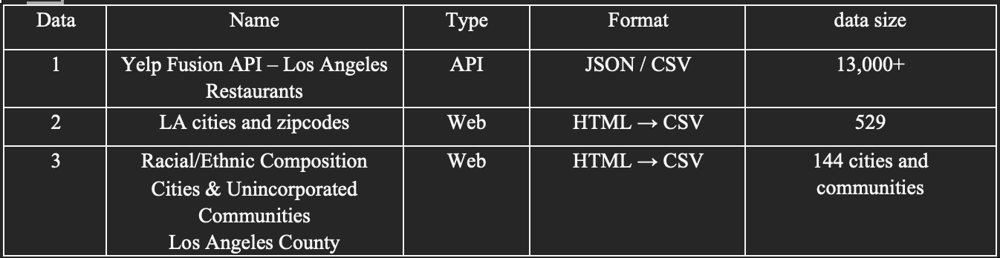 Data Name Type Format data size
1 Yelp Fusion API – Los Angeles Restaurants API JSON / CSV 13,000+
2 LA cities and zipcodes Web HTML → CSV 529
3 Racial/Ethnic Composition Cities & Unincorporated Communities Los Angeles County Web HTML → CSV 144 cities and communities